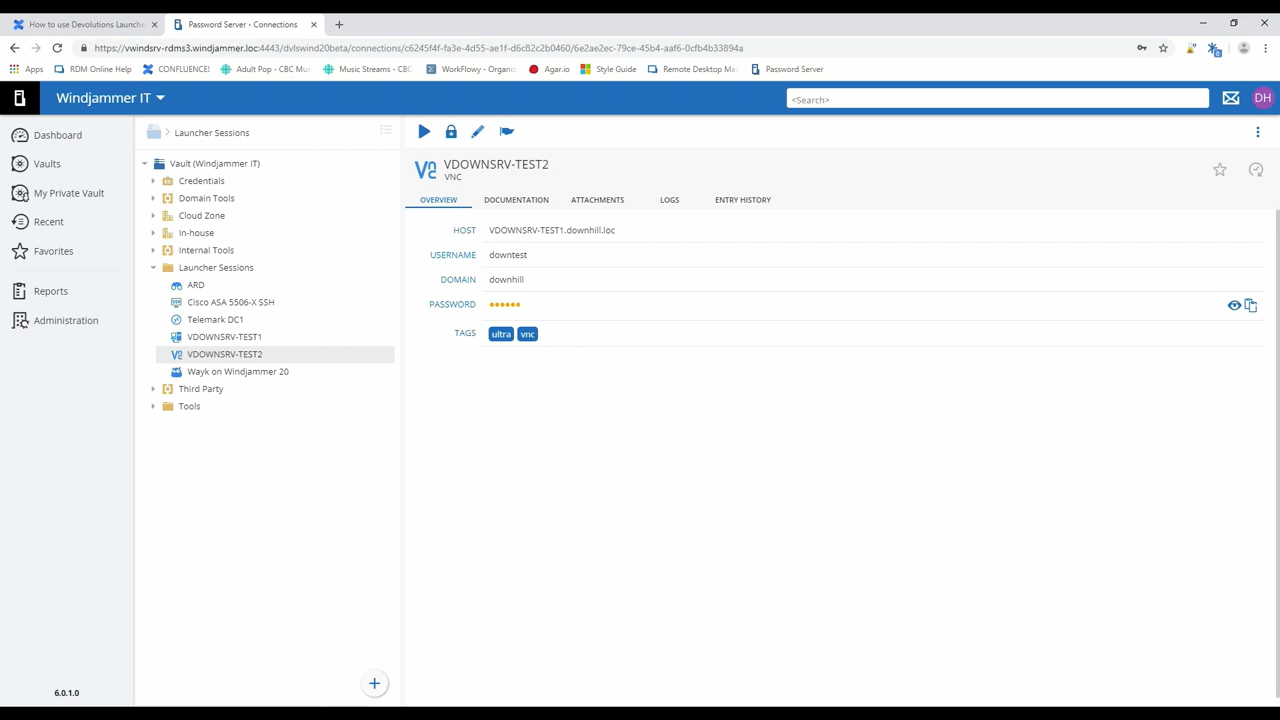 How to use Devolutions Launche
Password Server - Connections
https://vwindsrv-rdms3.windjammer.loc:4443/dvlswind20beta/connections/c6245f4f-fa3e-4d55-ae1f-d6c82c2b0460/6e2ae2ec-79ce-45b4-aaf6-0cfb4b33894a
Apps
RDM Online Help
CONFLUENCE!
Adult Pop - CBC Mus
Music Streams - CBC
WorkFlowy - Organiz
Agar.io
Style Guide
Remote Desktop Man
Password Server
Windjammer IT
<Search>
DH
Dashboard
Vaults
My Private Vault
Recent
Favorites
Reports
Administration
6.0.1.0
Launcher Sessions
Vault (Windjammer IT)
Credentials
Domain Tools
Cloud Zone
In-house
Internal Tools
Launcher Sessions
ARD
Cisco ASA 5506-X SSH
Telemark DC1
VDOWNSRV-TEST1
VDOWNSRV-TEST2
Wayk on Windjammer 20
Third Party
Tools
VDOWNSRV-TEST2
VNC
OVERVIEW DOCUMENTATION ATTACHMENTS LOGS ENTRY HISTORY
HOST VDOWNSRV-TEST1.downhill.loc
USERNAME downtest
DOMAIN downhill
PASSWORD ••••••
TAGS ultra vnc